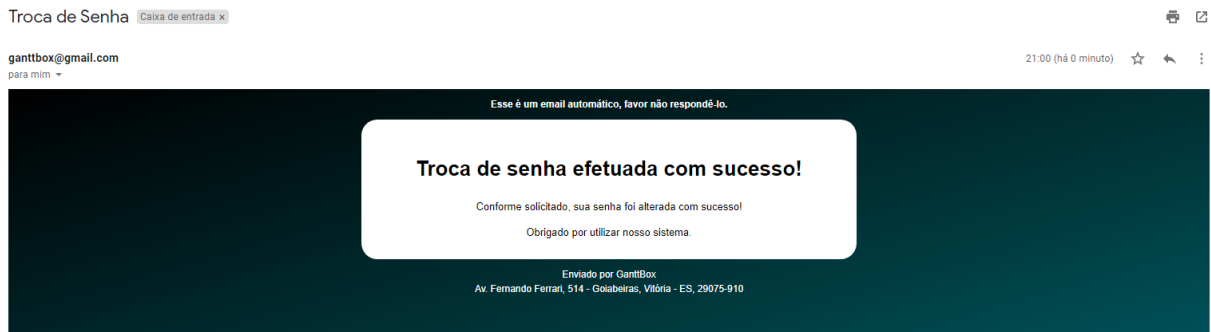 Troca de Senha Caixa de entrada x
ganttbox@gmail.com 21:00 (há 0 minuto)
para mim
Esse é um email automático, favor não respondê-lo.
Troca de senha efetuada com sucesso!
Conforme solicitado, sua senha foi alterada com sucesso!
Obrigado por utilizar nosso sistema.
Enviado por GanttBox
Av. Fernando Ferrari, 514 - Goiabeiras, Vitória - ES, 29075-910